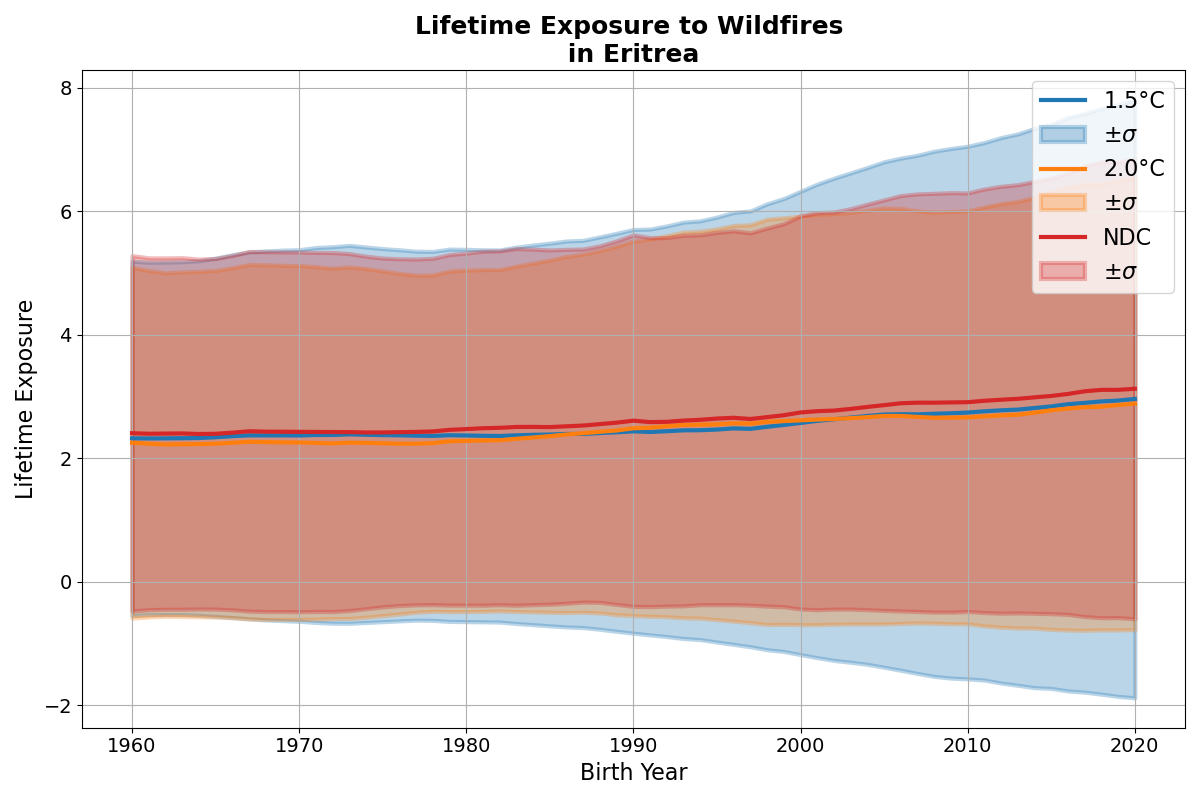 Lifetime Exposure to Wildfires
in Eritrea
8
6
4
2
0
−2
Lifetime Exposure
1960
1970
1980
1990
2000
2010
2020
Birth Year
1.5°C
±σ
2.0°C
±σ
NDC
±σ